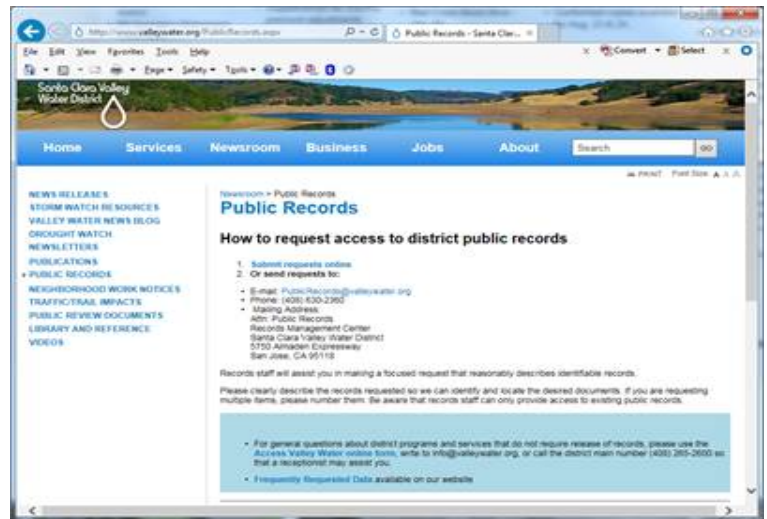 http://www.valleywater.org/PublicRecords.aspx
Public Records - Santa Clar...
File Edit View Favorites Tools Help
Convert Select
Page Safety Tools
Santa Clara Valley
Water District
Home Services Newsroom Business Jobs About Search GO
PRINT Font Size A A A
NEWS RELEASES
STORM WATCH RESOURCES
VALLEY WATER NEWS BLOG
DROUGHT WATCH
NEWSLETTERS
PUBLICATIONS
PUBLIC RECORDS
NEIGHBORHOOD WORK NOTICES
TRAFFIC/TRAIL IMPACTS
PUBLIC REVIEW DOCUMENTS
LIBRARY AND REFERENCE
VIDEOS
Newsroom > Public Records
Public Records
How to request access to district public records
1. Submit requests online
2. Or send requests to:
• E-mail: PublicRecords@valleywater.org
• Phone: (408) 630-2360
• Mailing Address:
Attn: Public Records
Records Management Center
Santa Clara Valley Water District
5750 Almaden Expressway
San Jose, CA 95118
Records staff will assist you in making a focused request that reasonably describes identifiable records.
Please clearly describe the records requested so we can identify and locate the desired documents. If you are requesting
multiple items, please number them. Be aware that records staff can only provide access to existing public records.
• For general questions about district programs and services that do not require release of records, please use the
Access Valley Water online form, write to info@valleywater.org, or call the district main number (408) 265-2600 so
that a receptionist may assist you.
• Frequently Requested Data available on our website